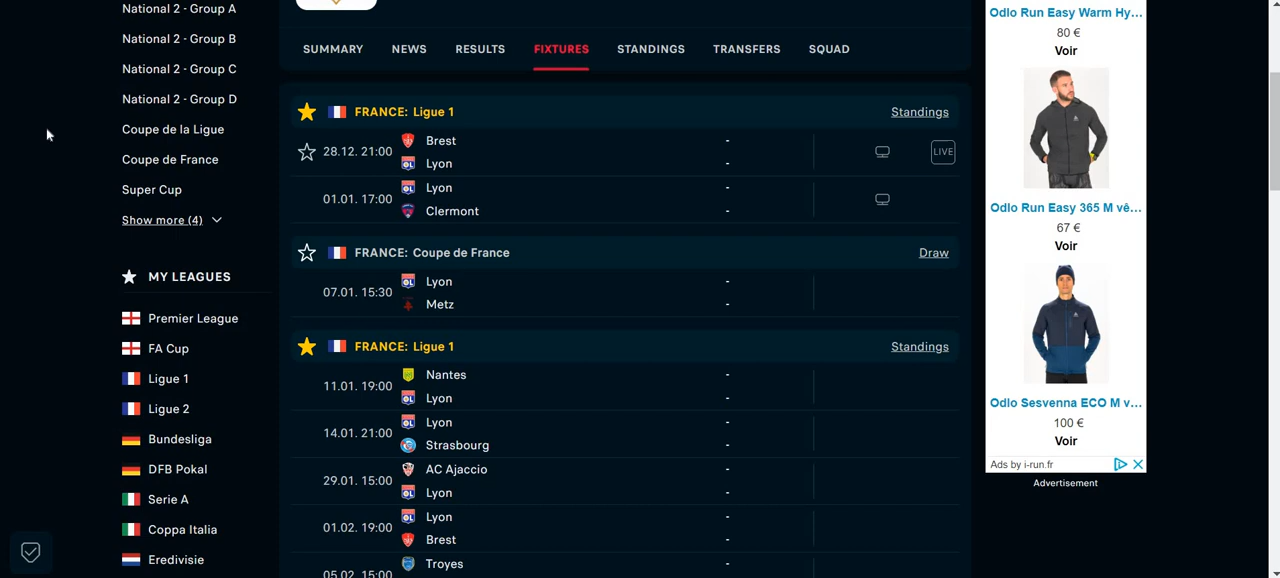 National 2 - Group A
National 2 - Group B
National 2 - Group C
National 2 - Group D
Coupe de la Ligue
Coupe de France
Super Cup
Show more (4)
MY LEAGUES
Premier League
FA Cup
Ligue 1
Ligue 2
Bundesliga
DFB Pokal
Serie A
Coppa Italia
Eredivisie
SUMMARY NEWS RESULTS FIXTURES STANDINGS TRANSFERS SQUAD
FRANCE: Ligue 1 Standings
28.12. 21:00 Brest -
Lyon -
LIVE
01.01. 17:00 Lyon -
Clermont -
FRANCE: Coupe de France Draw
07.01. 15:30 Lyon -
Metz -
FRANCE: Ligue 1 Standings
11.01. 19:00 Nantes -
Lyon -
14.01. 21:00 Lyon -
Strasbourg -
29.01. 15:00 AC Ajaccio -
Lyon -
01.02. 19:00 Lyon -
Brest -
05.02. 15:00 Troyes -
Odlo Run Easy Warm Hy...
80 €
Voir
Odlo Run Easy 365 M vê...
67 €
Voir
Odlo Sesvenna ECO M v...
100 €
Voir
Ads by i-run.fr
Advertisement